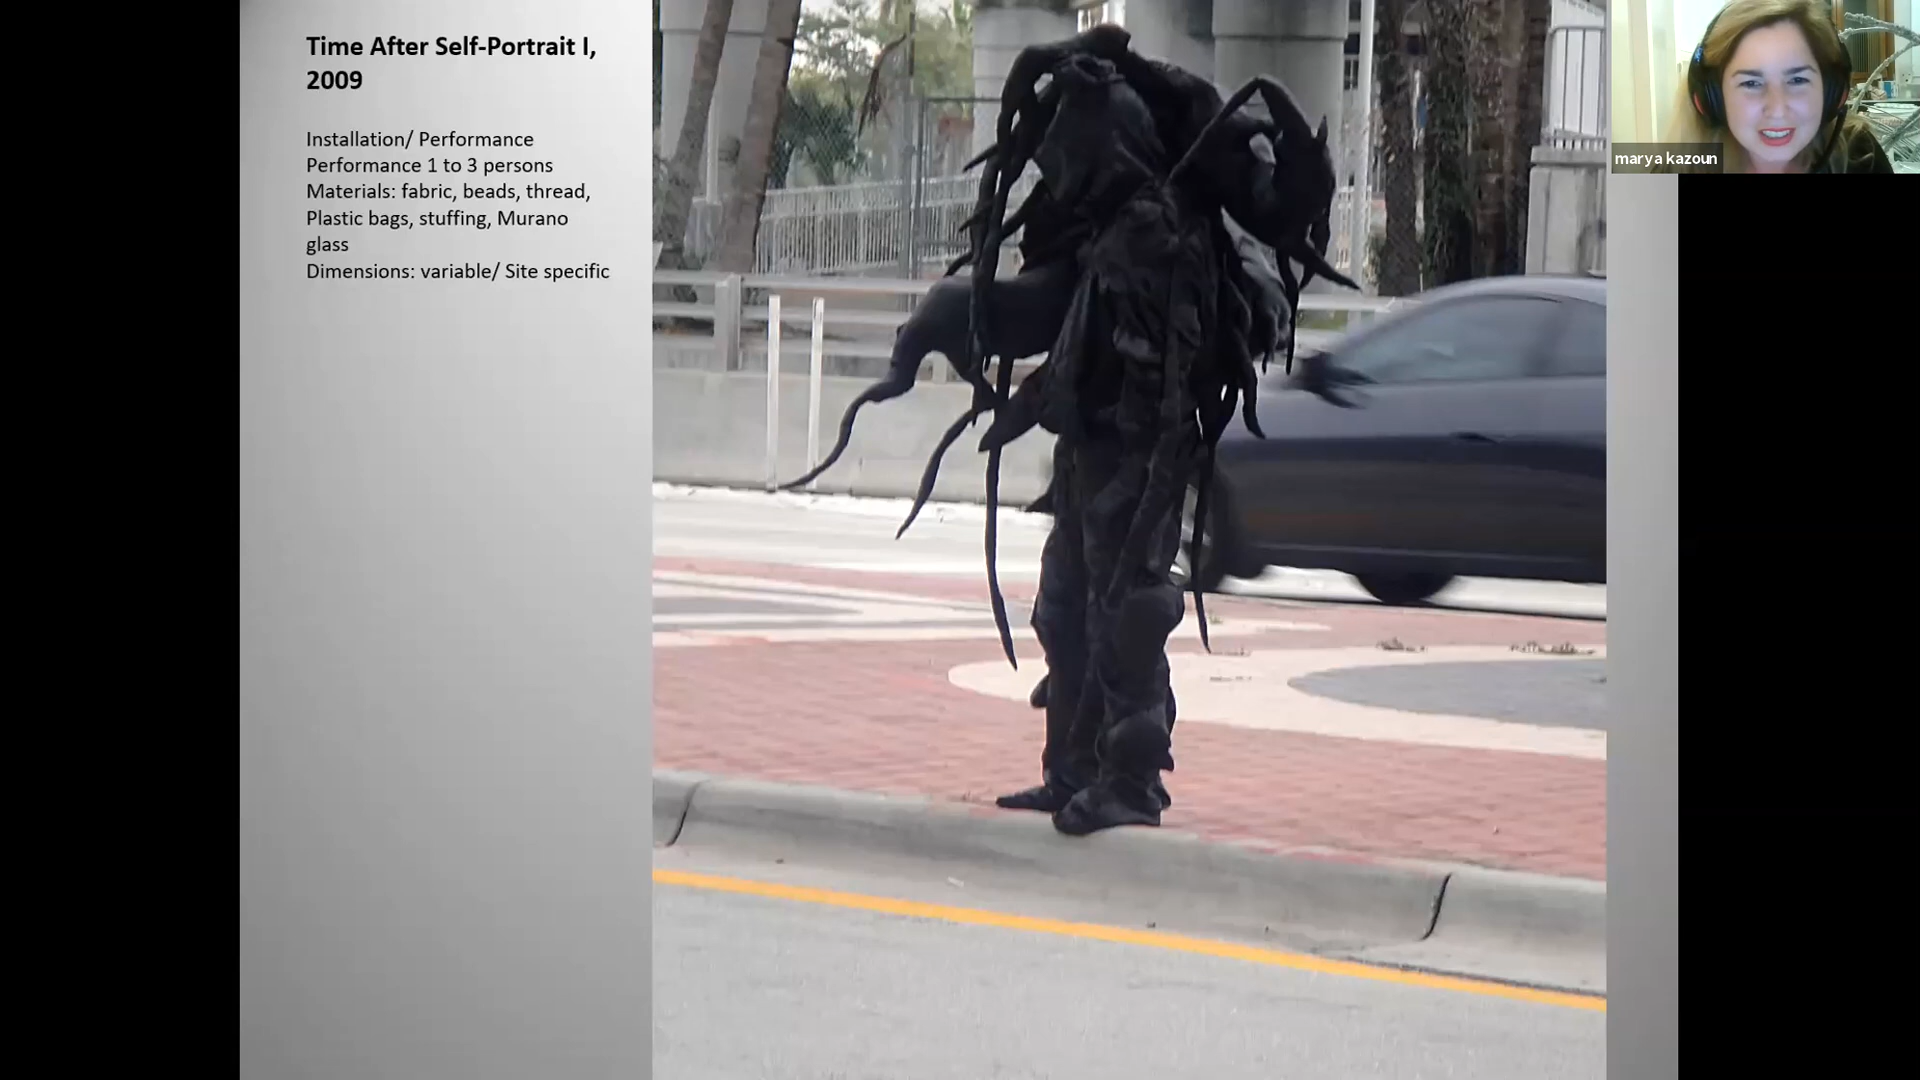 Time After Self-Portrait I,
2009
Installation/ Performance
Performance 1 to 3 persons
Materials: fabric, beads, thread,
Plastic bags, stuffing, Murano
glass
Dimensions: variable/ Site specific
marya kazoun